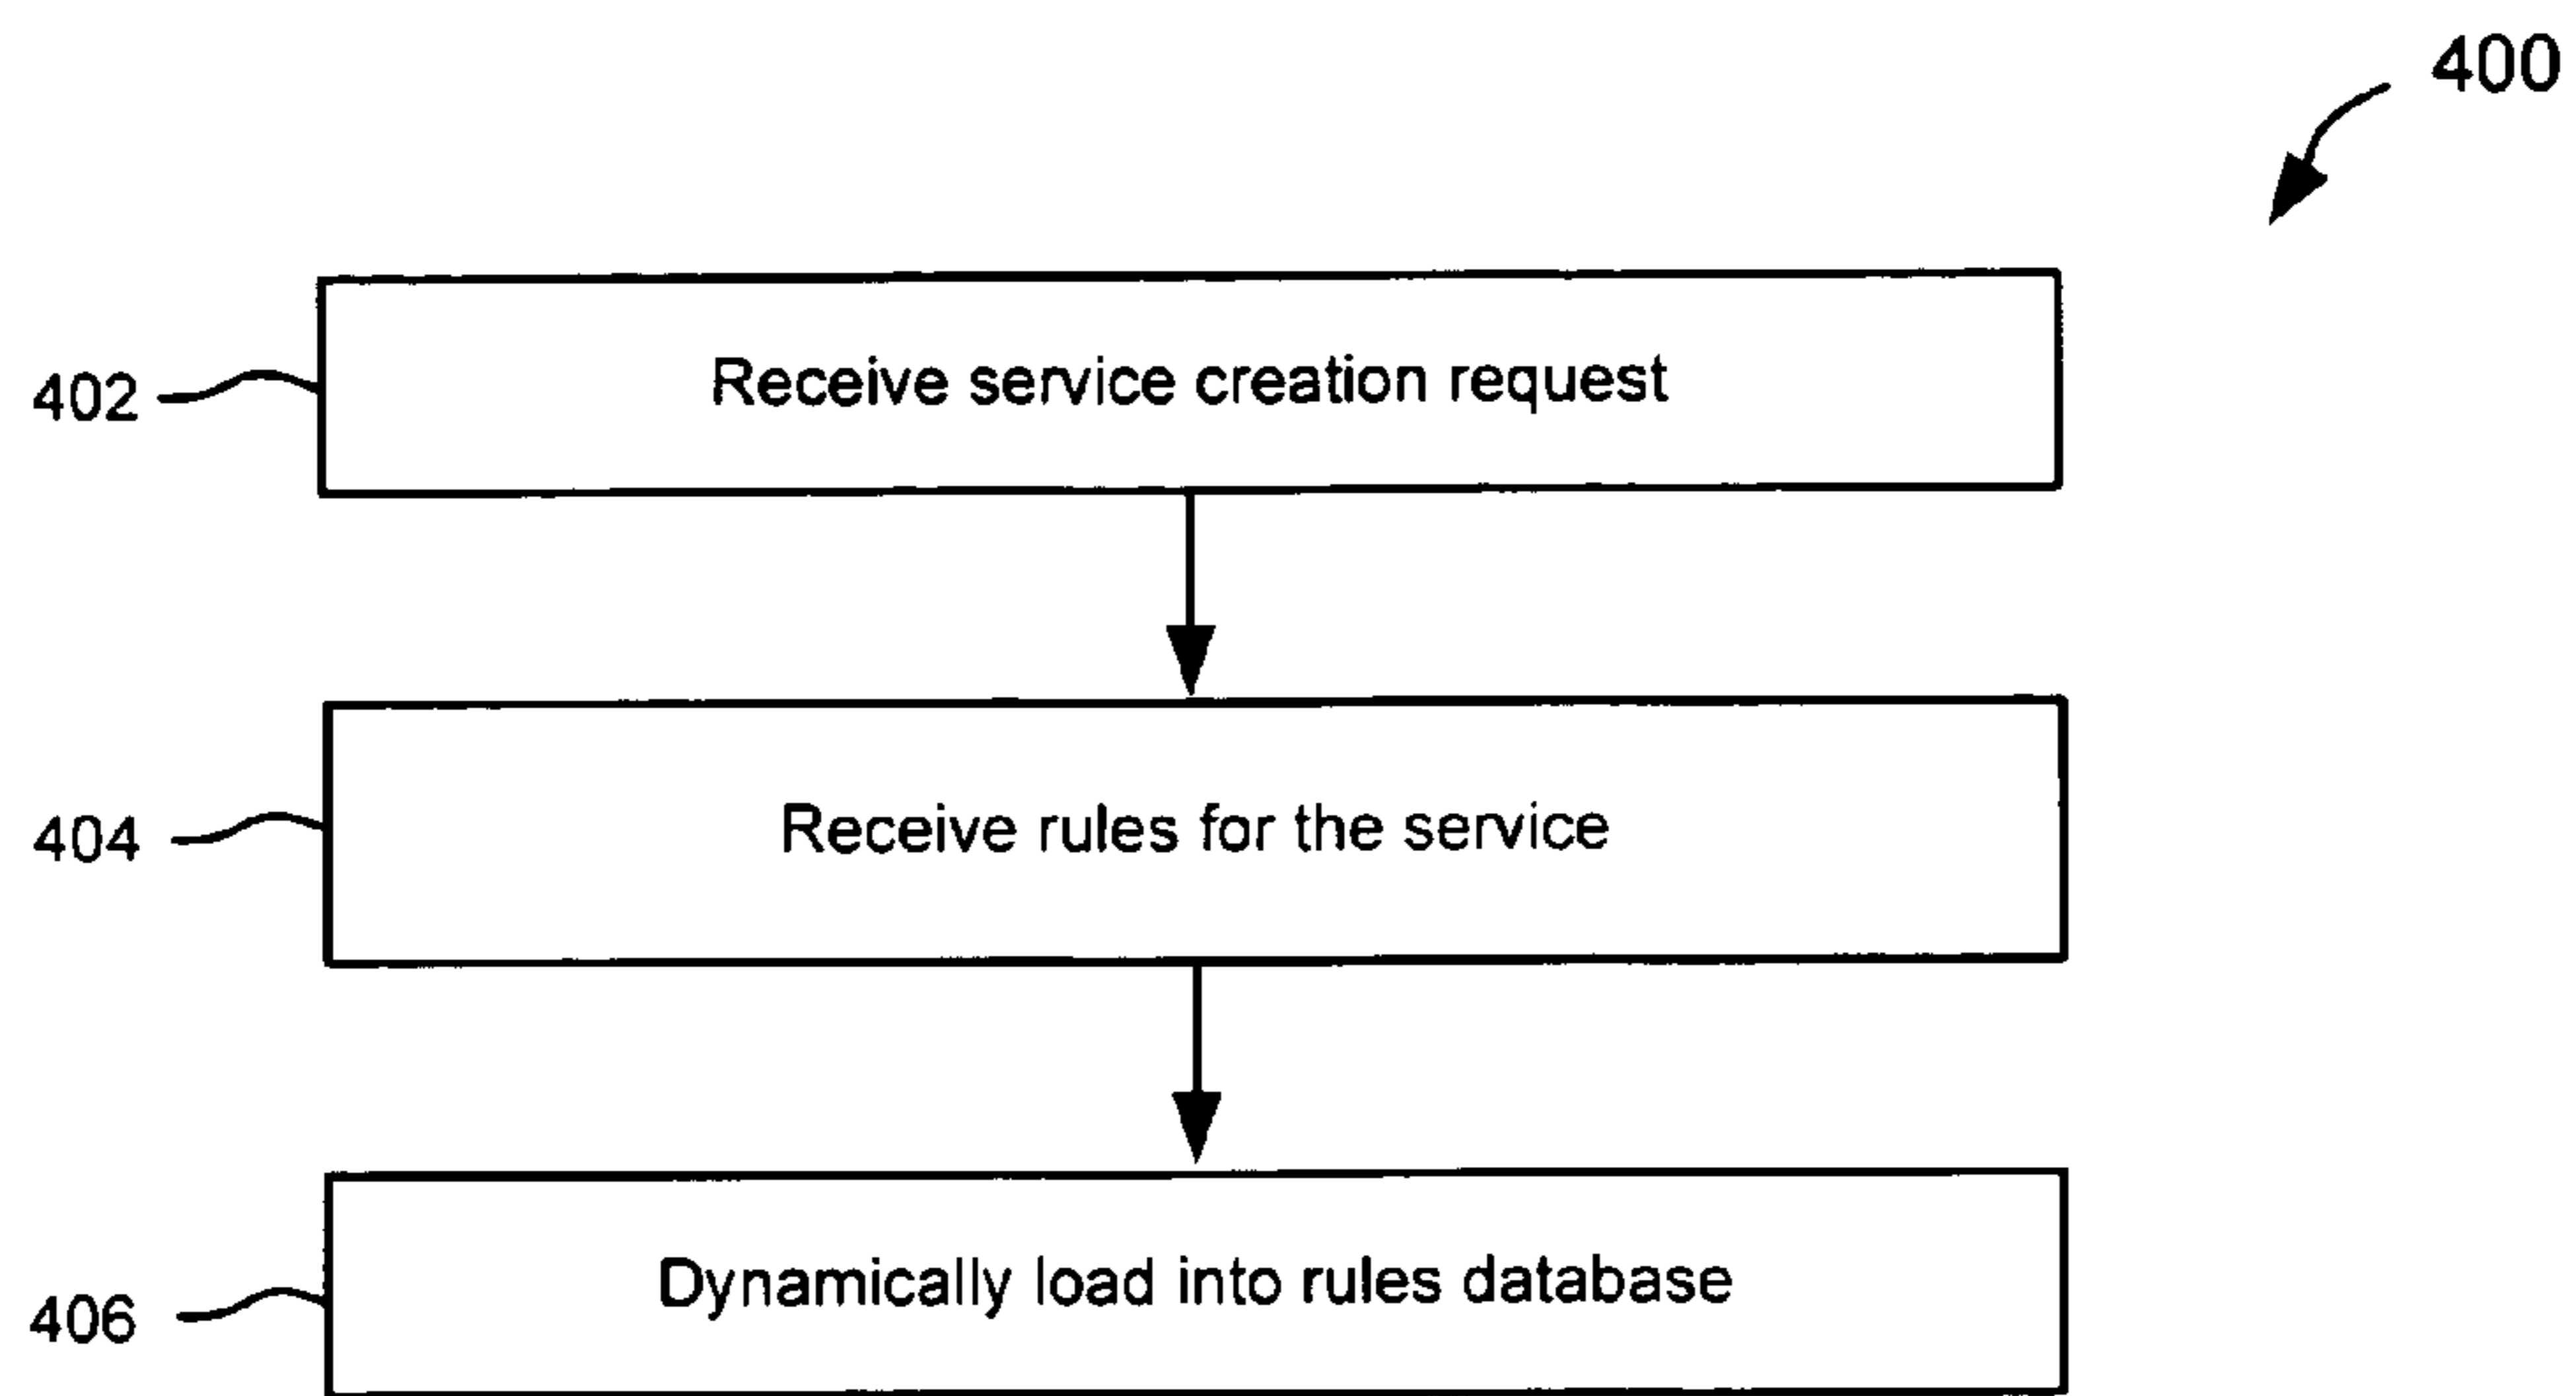 400
402
Receive service creation request
404
Receive rules for the service
406
Dynamically load into rules database